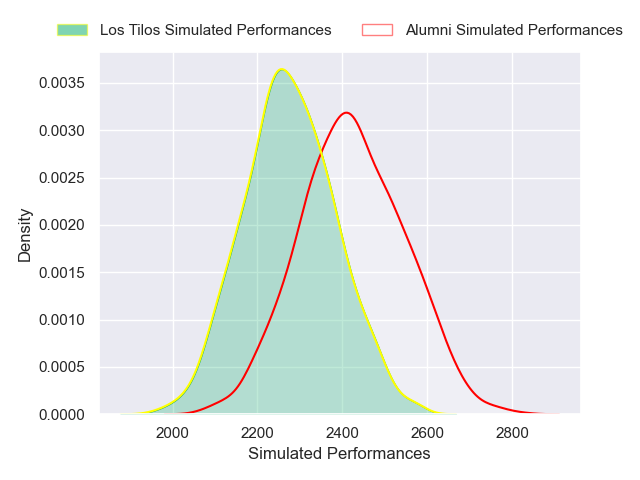 Los Tilos Simulated Performances Alumni Simulated Performances
0.0035
0.0030
0.0025
0.0020
0.0015
0.0010
0.0005
0.0000
Density
2000 2200 2400 2600 2800
Simulated Performances